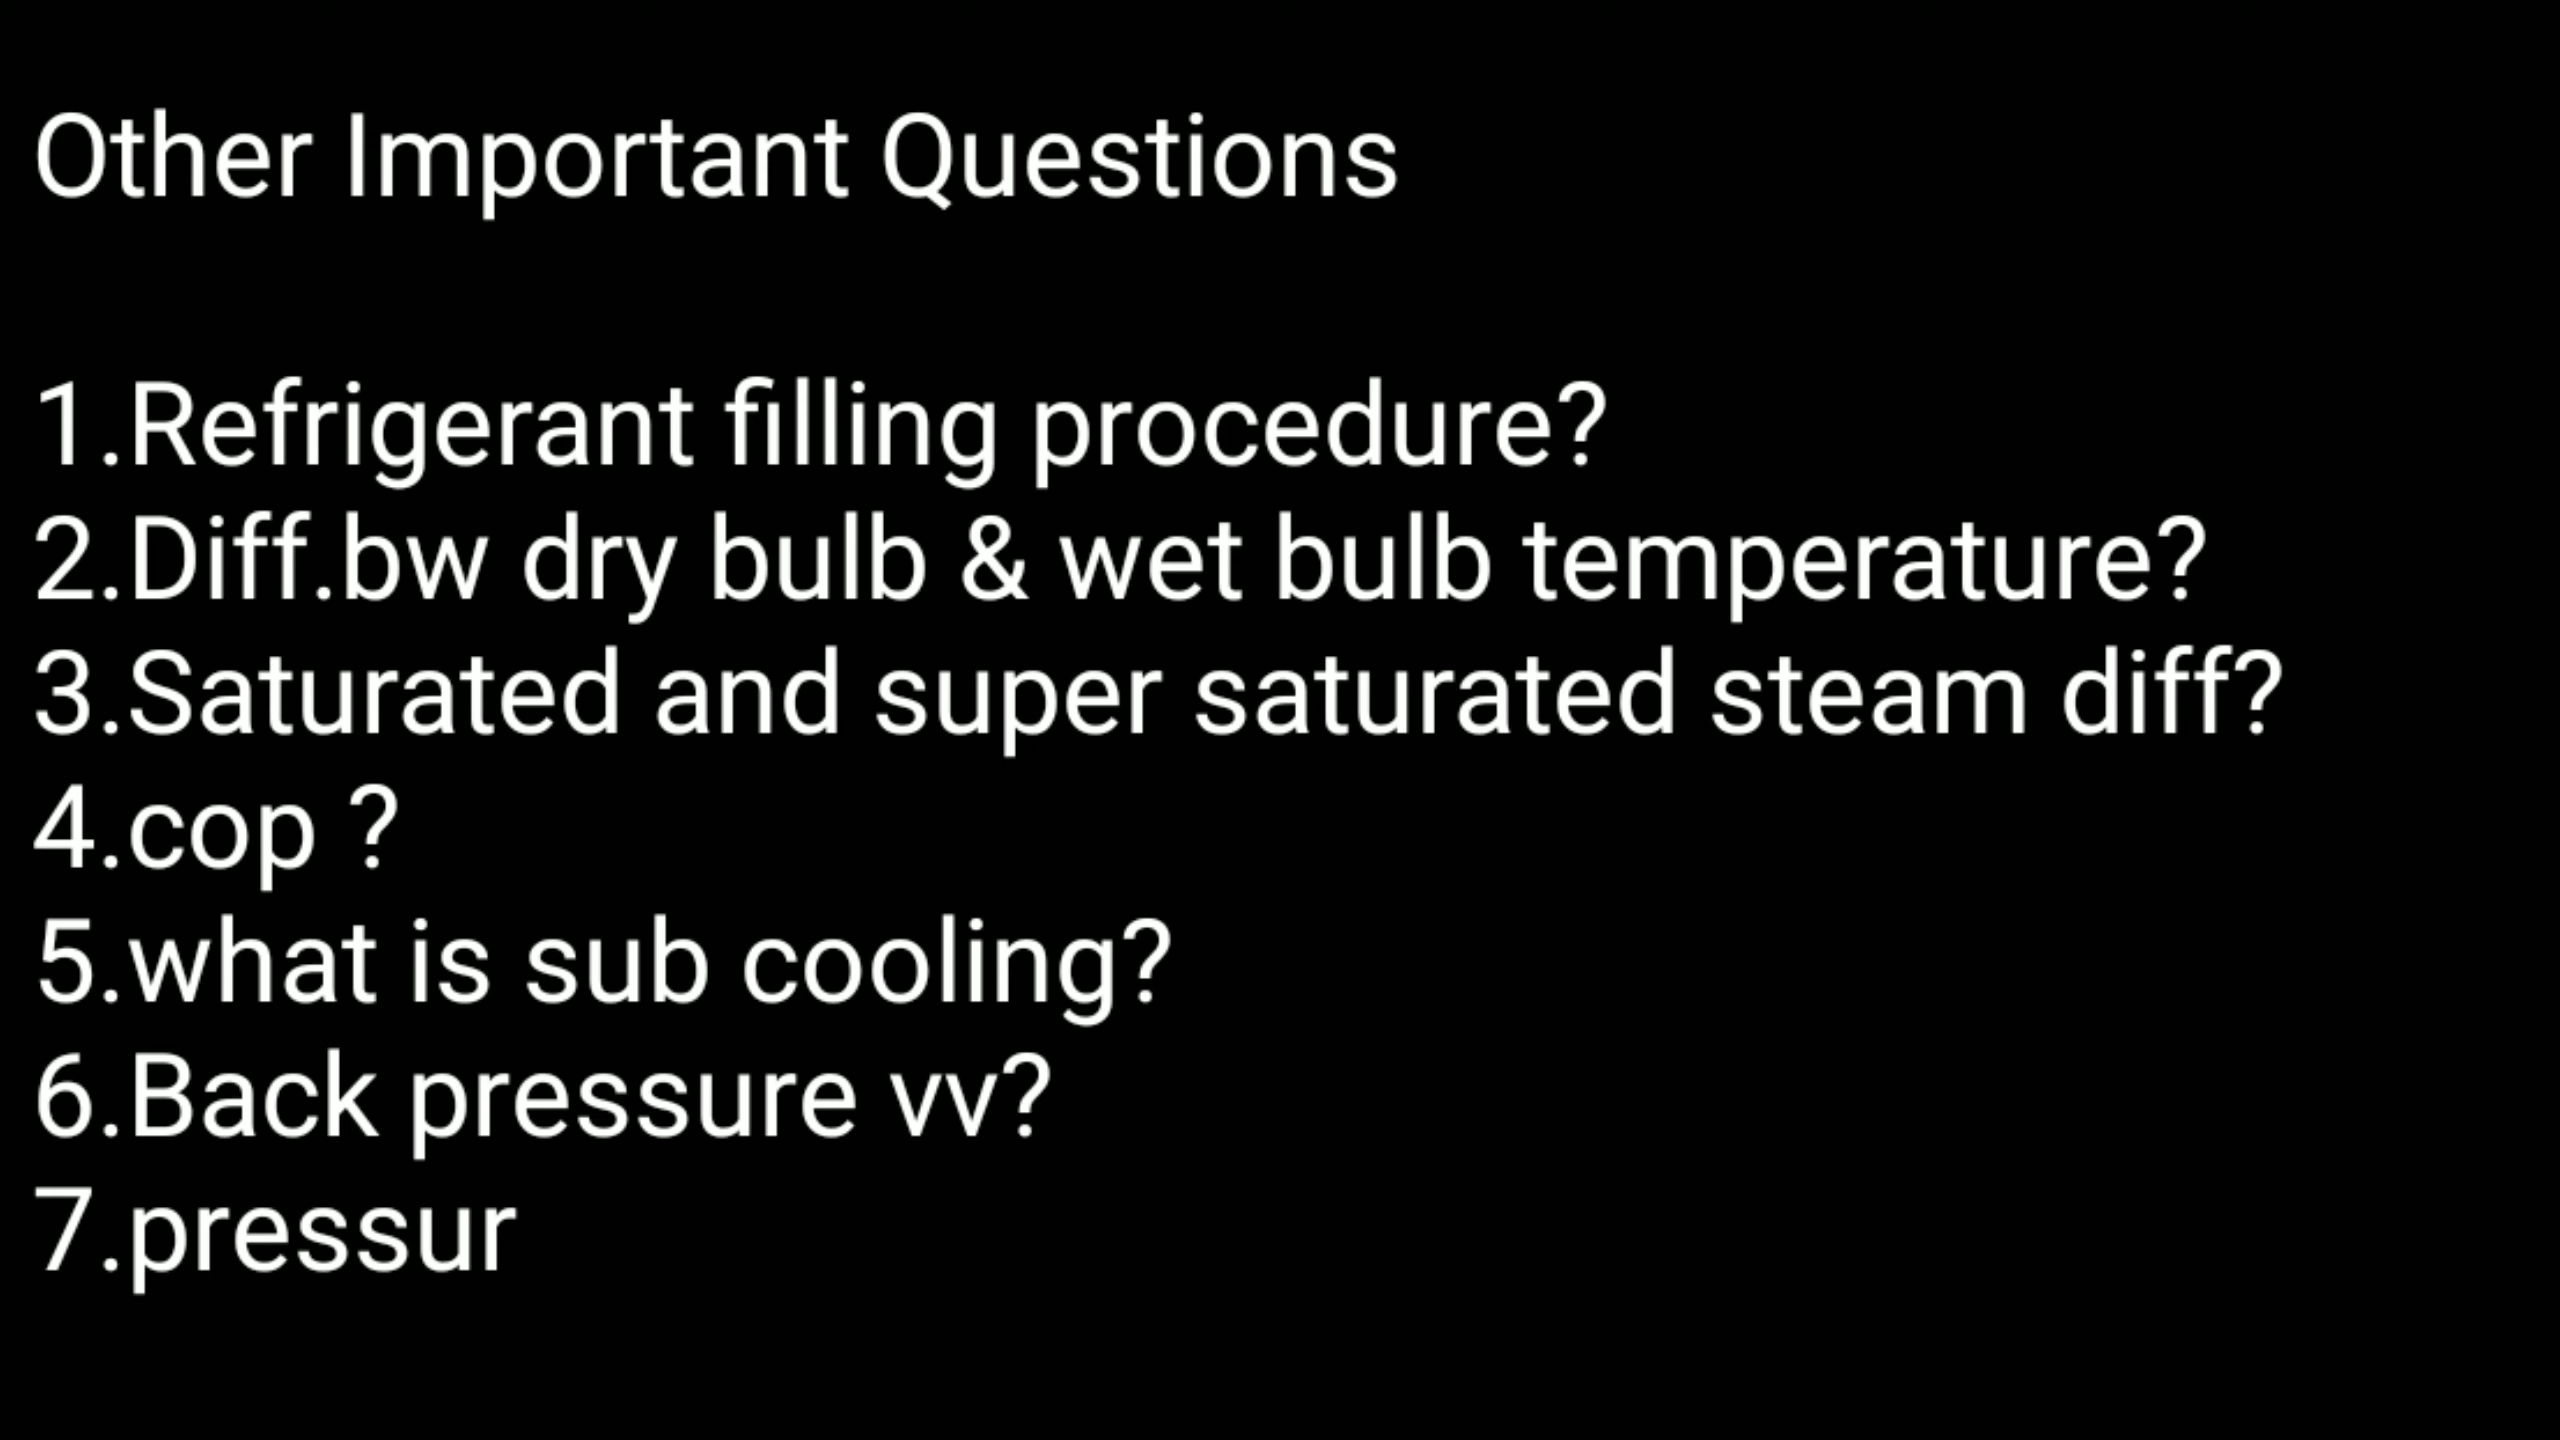 Other Important Questions
1.Refrigerant filling procedure?
2.Diff.bw dry bulb & wet bulb temperature?
3.Saturated and super saturated steam diff?
4.cop ?
5.what is sub cooling?
6.Back pressure vv?
7.pressur